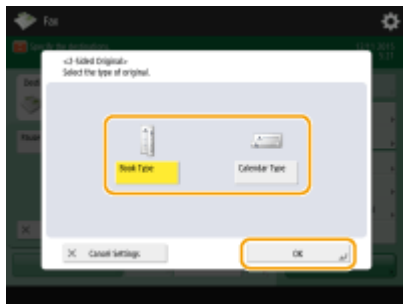 Fax
<2-Sided Original>
Select the type of original.
Book Type
Calendar Type
Cancel Settings
OK